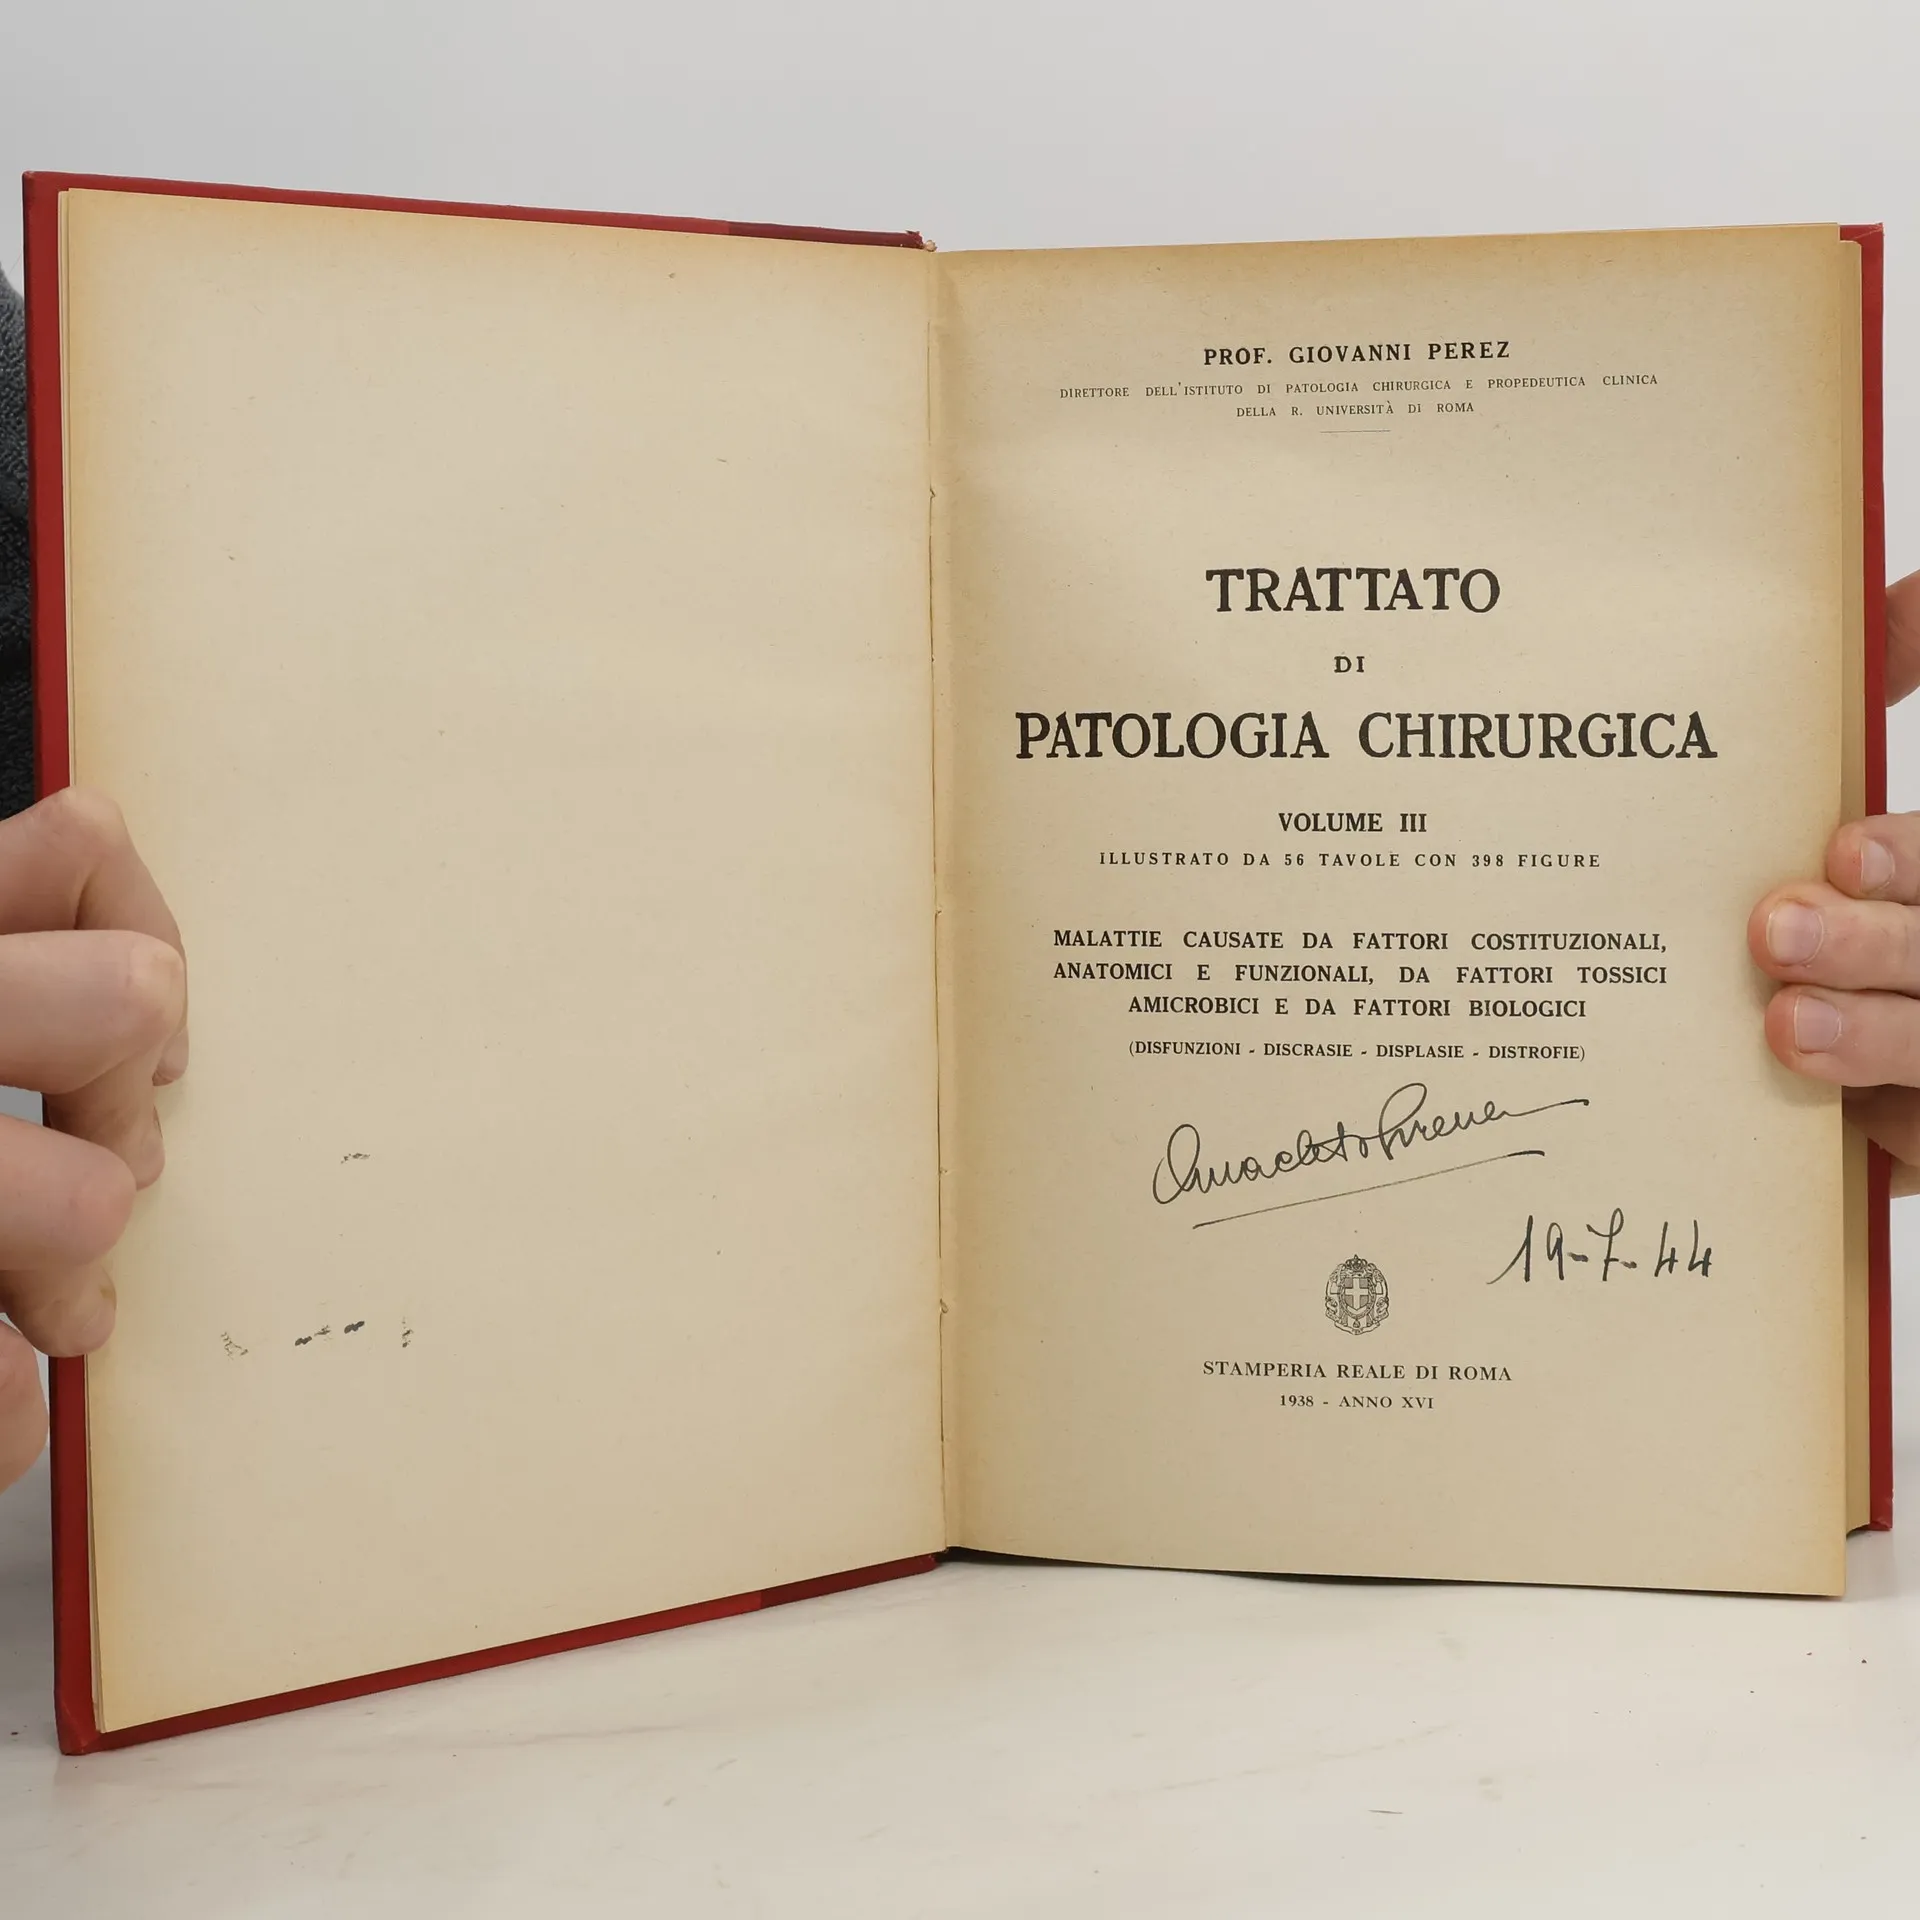 PROF. GIOVANNI PEREZ
DIRETTORE DELL'ISTITUTO DI PATOLOGIA CHIRURGICA E PROPEDEUTICA CLINICA
DELLA R. UNIVERSITÀ DI ROMA
TRATTATO
DI
PATOLOGIA CHIRURGICA
VOLUME III
ILLUSTRATO DA 56 TAVOLE CON 398 FIGURE
MALATTIE CAUSATE DA FATTORI COSTITUZIONALI,
ANATOMICI E FUNZIONALI, DA FATTORI TOSSICI
AMICROBICI E DA FATTORI BIOLOGICI
(DISFUNZIONI - DISCRASIE - DISPLASIE - DISTROFIE)
19-7-44
STAMPERIA REALE DI ROMA
1938 - ANNO XVI